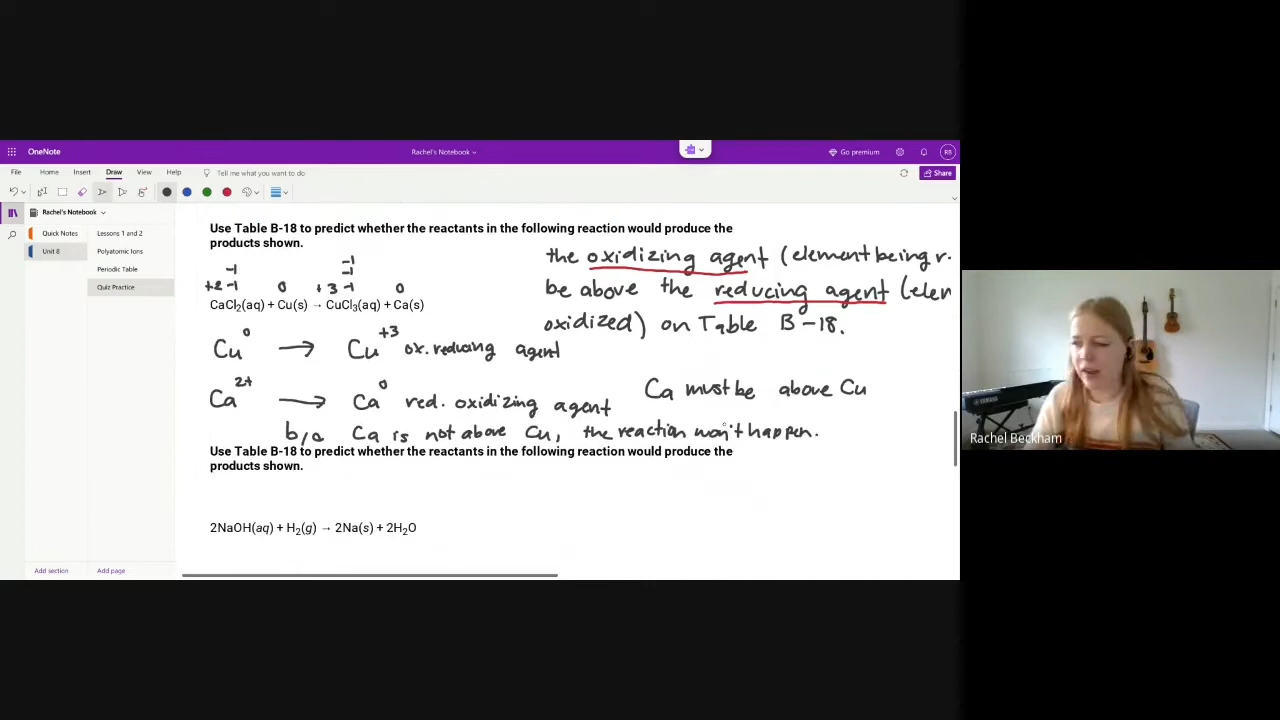 OneNote
Rachel's Notebook
Go premium
RB
File Home Insert Draw View Help Tell me what you want to do
Share
Rachel's Notebook
Quick Notes
Unit 8
Lessons 1 and 2
Polyatomic Ions
Periodic Table
Quiz Practice
Add section
Add page
Use Table B-18 to predict whether the reactants in the following reaction would produce the
products shown.
the oxidizing agent (element being r
be above the reducing agent (elem
oxidized) on Table B-18.
-1 -1
-1
+2 -1 0 +3 -1 0
CaCl₂(aq) + Cu(s) → CuCl₃(aq) + Ca(s)
Cu⁰ → Cu⁺³ ox. reducing agent
Ca²⁺ → Ca⁰ red. oxidizing agent
Ca must be above Cu
b/c Ca is not above Cu, the reaction won't happen.
Use Table B-18 to predict whether the reactants in the following reaction would produce the
products shown.
2NaOH(aq) + H₂(g) → 2Na(s) + 2H₂O
Rachel Beckham